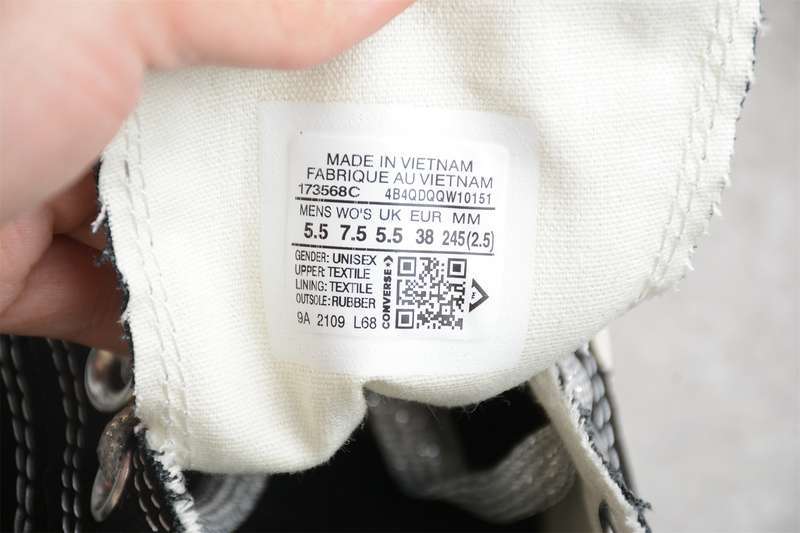 MADE IN VIETNAM
FABRIQUE AU VIETNAM
173568C 4B4QDQQW10151
MENS WO'S UK EUR MM
5.5 7.5 5.5 38 245(2.5)
GENDER: UNISEX
UPPER: TEXTILE
LINING: TEXTILE
OUTSOLE: RUBBER
9A 2109 L68
CONVERSE